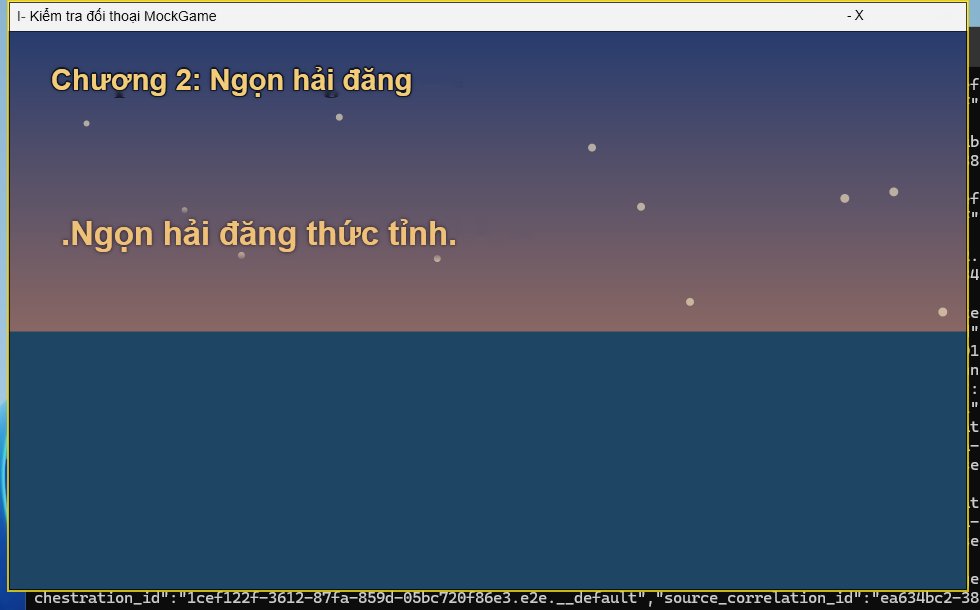 I- Kiểm tra đối thoại MockGame
- X
Chương 2: Ngọn hải đăng
.Ngọn hải đăng thức tỉnh.
chestration_id":"1cef122f-3612-87fa-859d-05bc720f86e3.e2e.__default","source_correlation_id":"ea634bc2-38